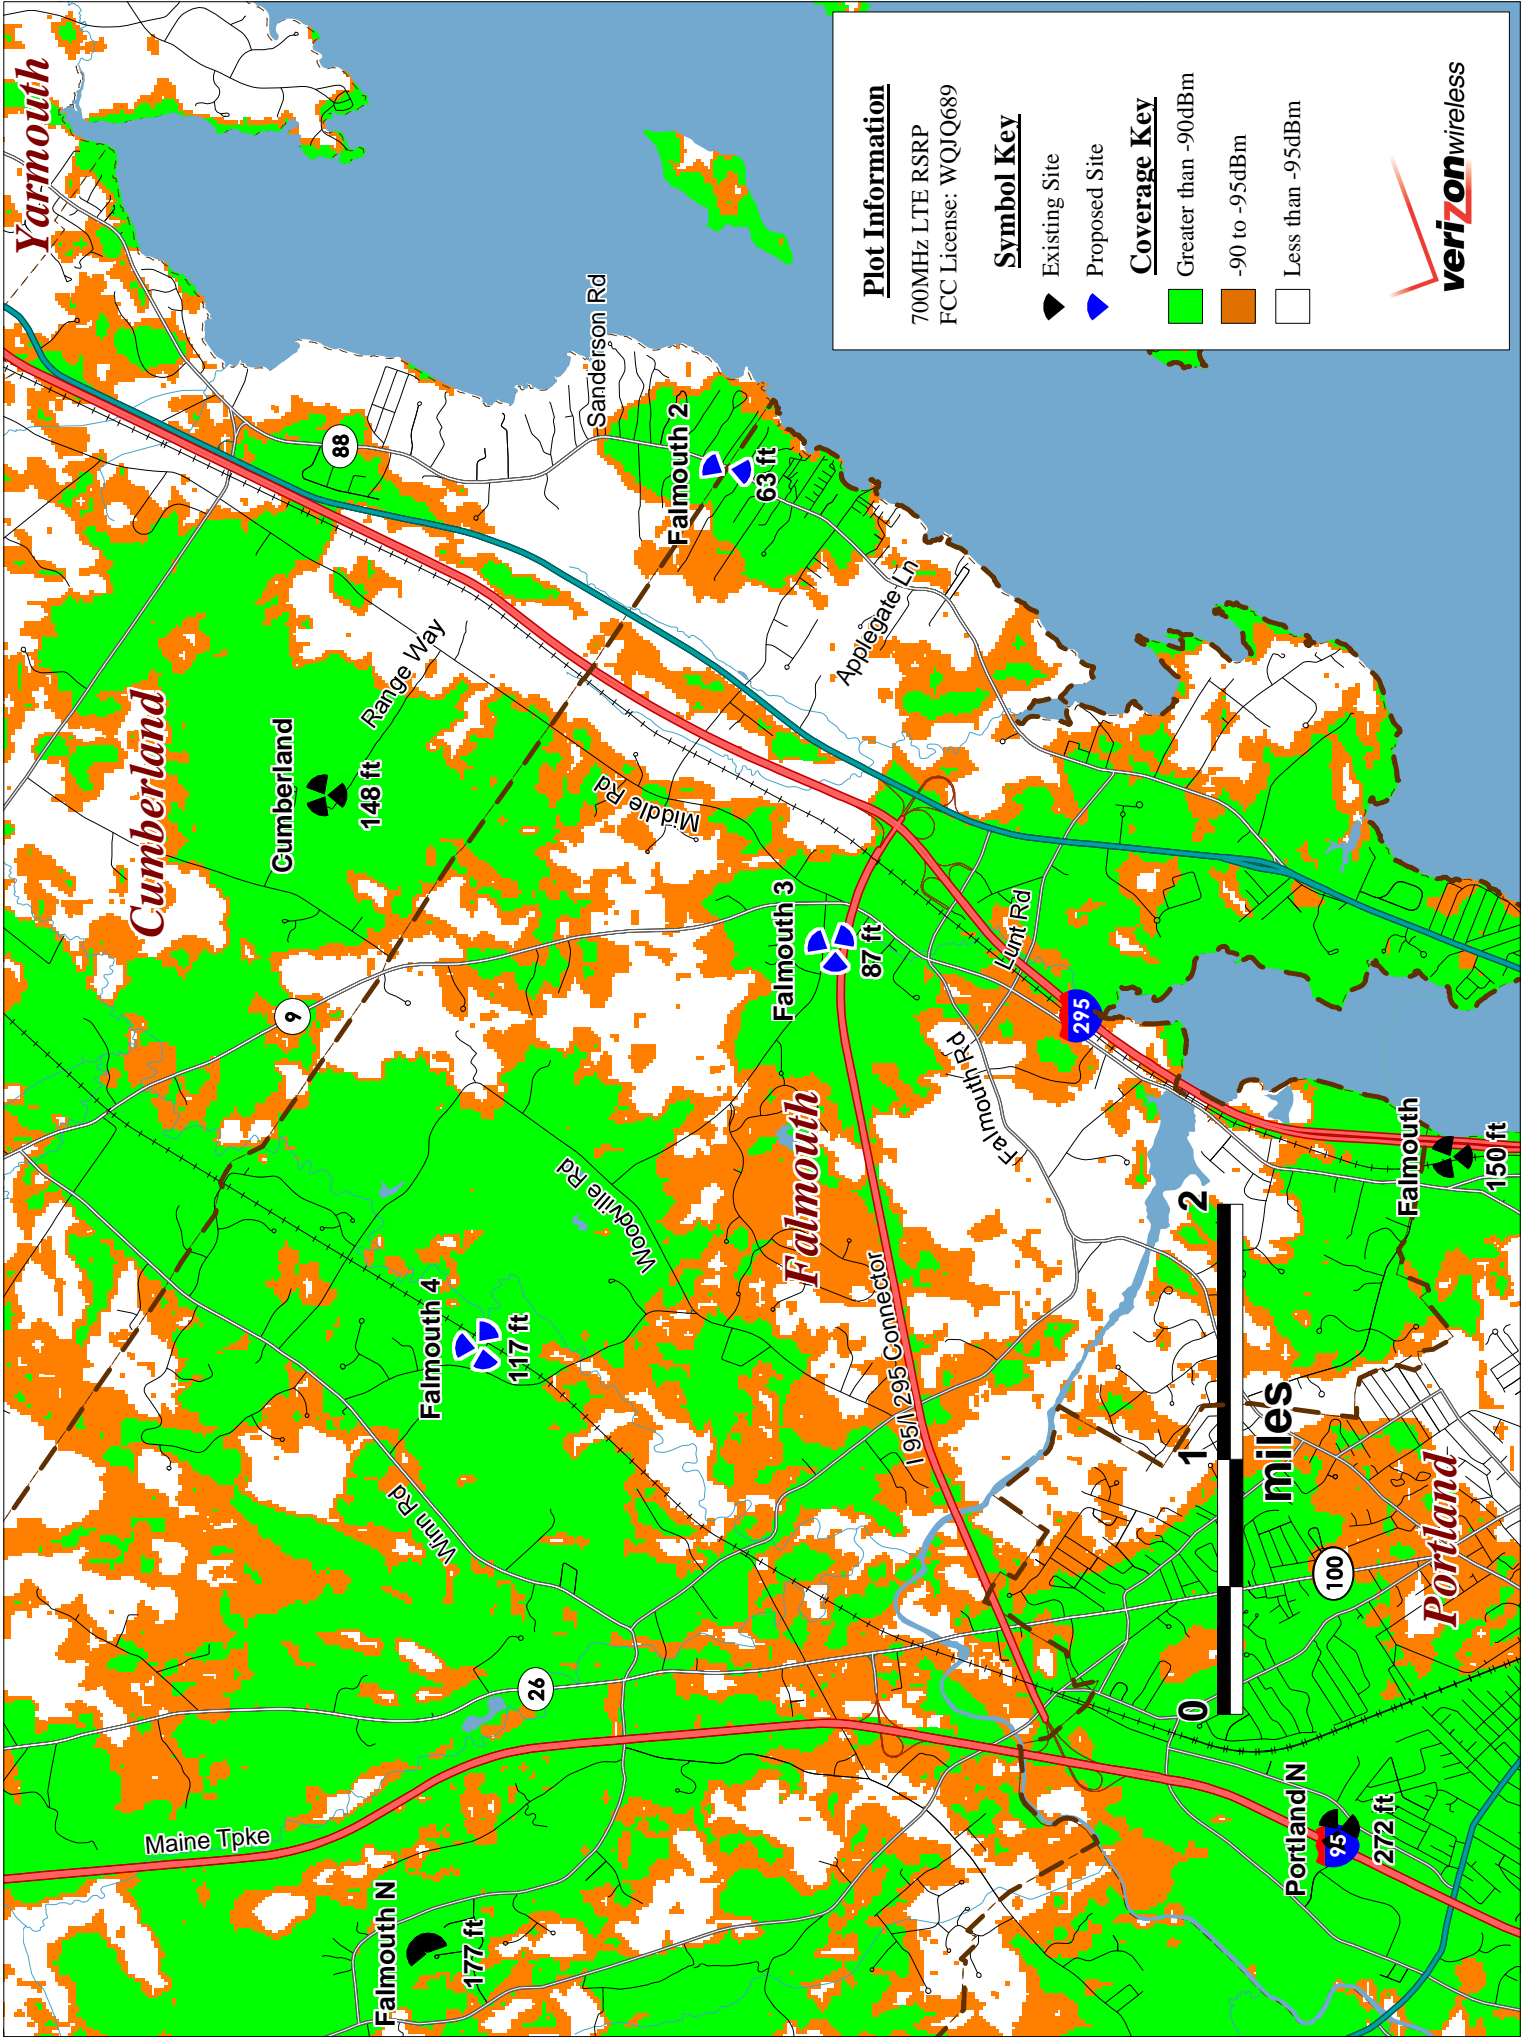 Yarmouth
Cumberland
Cumberland
148 ft
Range Way
88
Sanderson Rd
Falmouth 2
63 ft
Applegate Ln
Middle Rd
9
Falmouth 3
87 ft
Lunt Rd
295
Falmouth Rd
Falmouth
Woodville Rd
Falmouth 4
117 ft
I 95/I 295 Connector
Winn Rd
26
Maine Tpke
Falmouth N
177 ft
Falmouth
150 ft
Portland
100
Portland N
95
272 ft
0 1 2
miles
Plot Information
700MHz LTE RSRP
FCC License: WQJQ689
Symbol Key
Existing Site
Proposed Site
Coverage Key
Greater than -90dBm
-90 to -95dBm
Less than -95dBm
verizonwireless